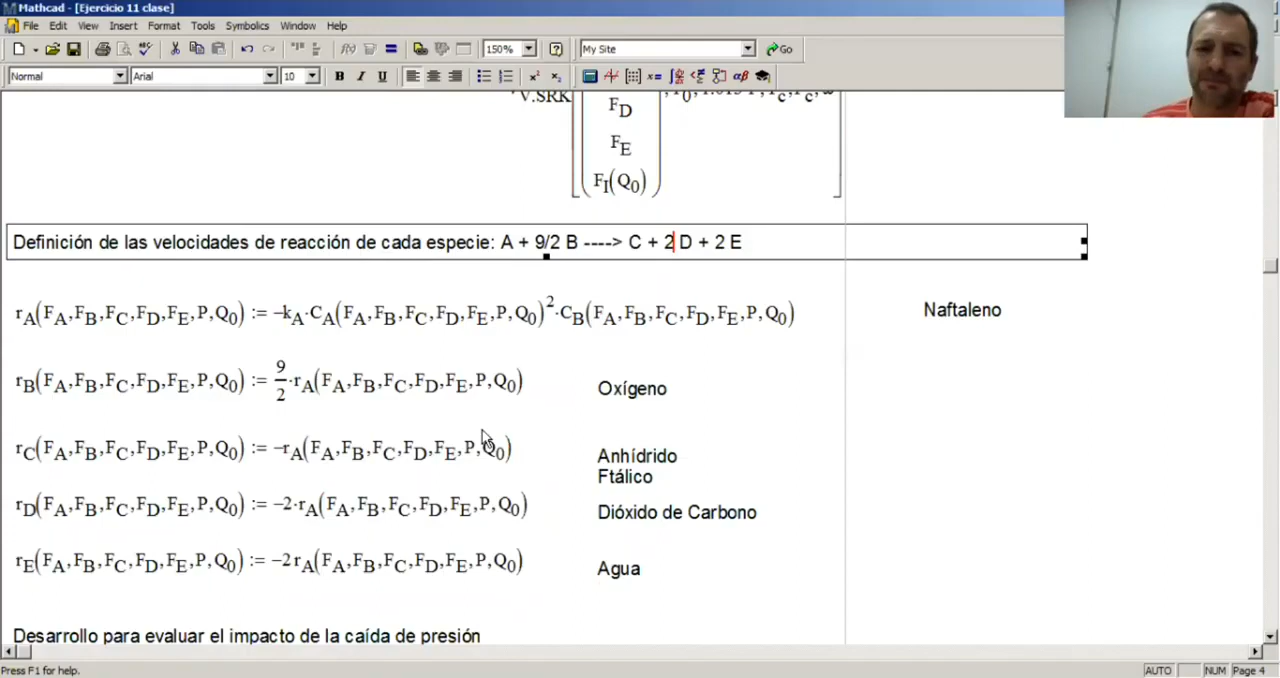 Mathcad - [Ejercicio 11 clase]
File Edit View Insert Format Tools Symbolics Window Help
150% My Site Go
Normal Arial 10 B I U
V.SRK
F_D
F_E
F_I(Q_0)
Definición de las velocidades de reacción de cada especie: A + 9/2 B ----> C + 2 D + 2 E
r_A(F_A,F_B,F_C,F_D,F_E,P,Q_0) := −k_A·C_A(F_A,F_B,F_C,F_D,F_E,P,Q_0)^2·C_B(F_A,F_B,F_C,F_D,F_E,P,Q_0) Naftaleno
r_B(F_A,F_B,F_C,F_D,F_E,P,Q_0) := 9/2·r_A(F_A,F_B,F_C,F_D,F_E,P,Q_0) Oxígeno
r_C(F_A,F_B,F_C,F_D,F_E,P,Q_0) := −r_A(F_A,F_B,F_C,F_D,F_E,P,Q_0) Anhídrido
Ftálico
r_D(F_A,F_B,F_C,F_D,F_E,P,Q_0) := −2·r_A(F_A,F_B,F_C,F_D,F_E,P,Q_0) Dióxido de Carbono
r_E(F_A,F_B,F_C,F_D,F_E,P,Q_0) := −2 r_A(F_A,F_B,F_C,F_D,F_E,P,Q_0) Agua
Desarrollo para evaluar el impacto de la caída de presión
Press F1 for help. AUTO NUM Page 4